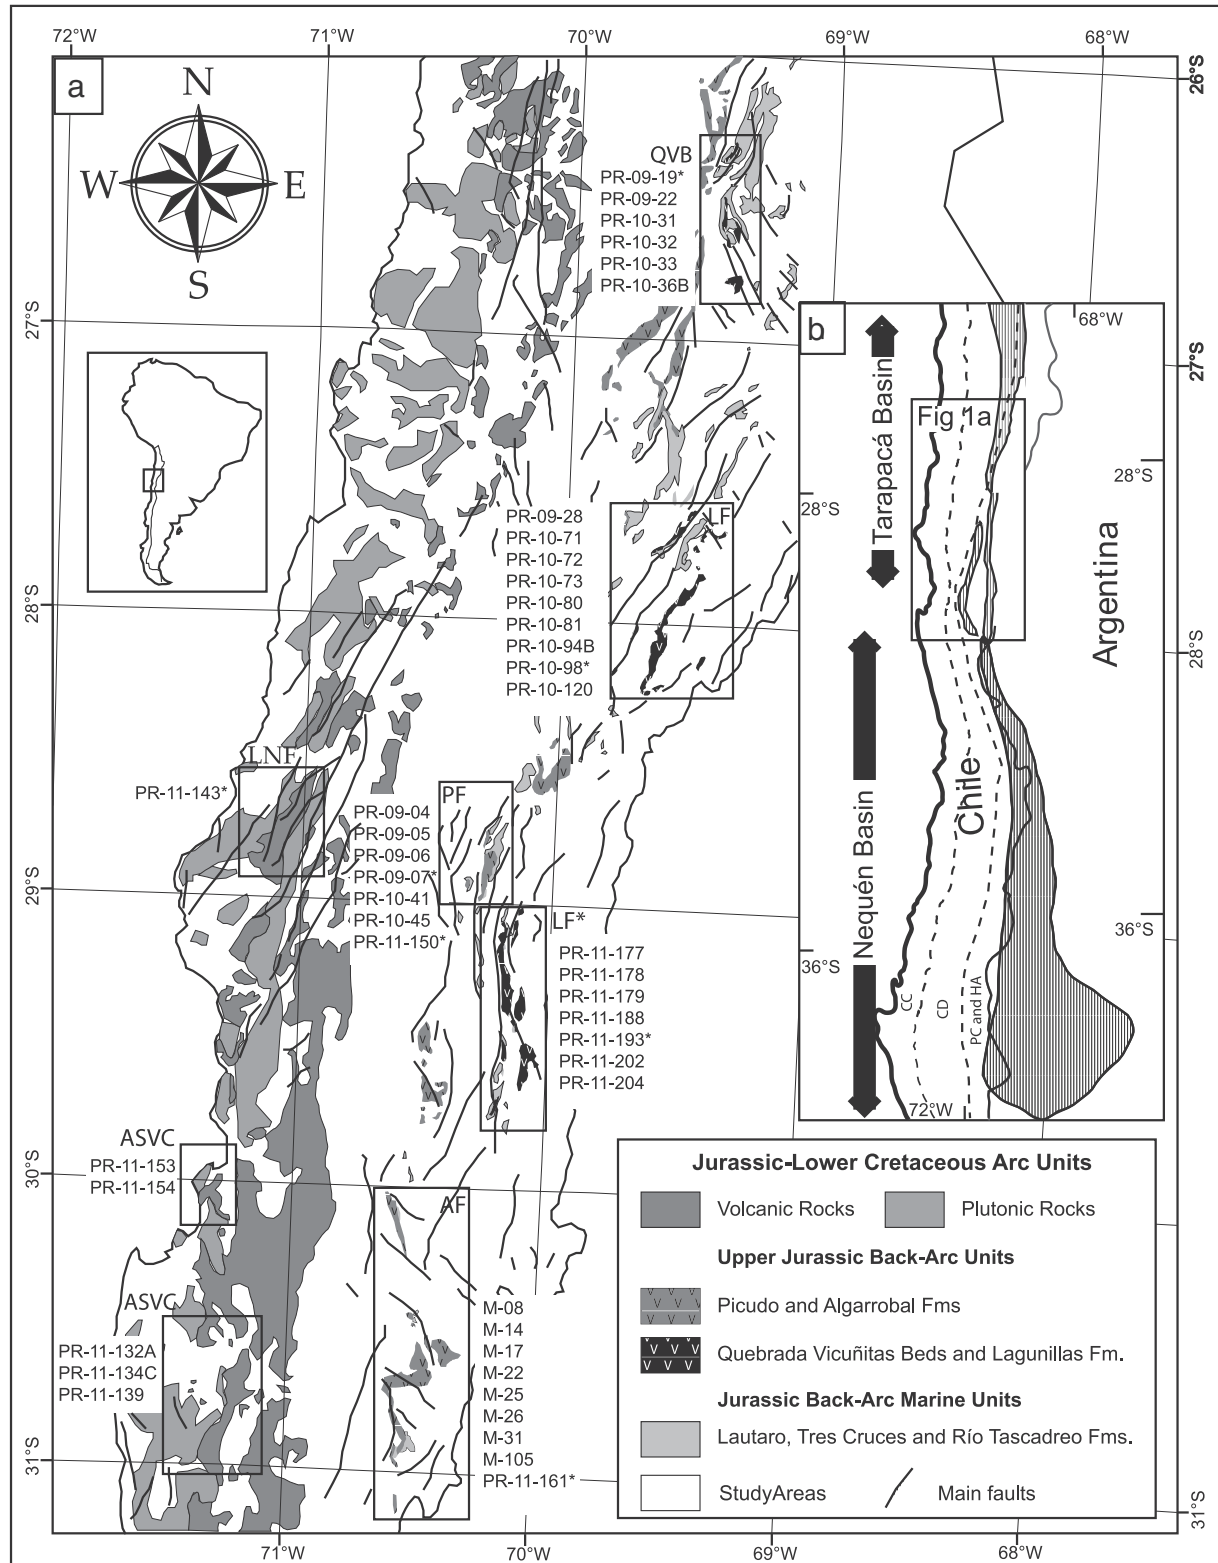 72°W
71°W
70°W
69°W
68°W
a
N
W
E
S
26°S
QVB
PR-09-19*
PR-09-22
PR-10-31
PR-10-32
PR-10-33
PR-10-36B
27°S
b
68°W
27°S
Tarapacá Basin
Fig 1a
28°S
28°S
Argentina
PR-09-28
PR-10-71
PR-10-72
PR-10-73
PR-10-80
PR-10-81
PR-10-94B
PR-10-98*
PR-10-120
LF
28°S
28°S
Nequén Basin
Chile
36°S
36°S
CC
CD
PC and HA
72°W
LNF
PR-11-143*
PF
PR-09-04
PR-09-05
PR-09-06
PR-09-07*
PR-10-41
PR-10-45
PR-11-150*
29°S
LF*
PR-11-177
PR-11-178
PR-11-179
PR-11-188
PR-11-193*
PR-11-202
PR-11-204
ASVC
PR-11-153
PR-11-154
30°S
AF
M-08
M-14
M-17
M-22
M-25
M-26
M-31
M-105
PR-11-161*
ASVC
PR-11-132A
PR-11-134C
PR-11-139
31°S
Jurassic-Lower Cretaceous Arc Units
Volcanic Rocks
Plutonic Rocks
Upper Jurassic Back-Arc Units
Picudo and Algarrobal Fms
Quebrada Vicuñitas Beds and Lagunillas Fm.
Jurassic Back-Arc Marine Units
Lautaro, Tres Cruces and Río Tascadreo Fms.
StudyAreas
Main faults
31°S
71°W
70°W
69°W
68°W